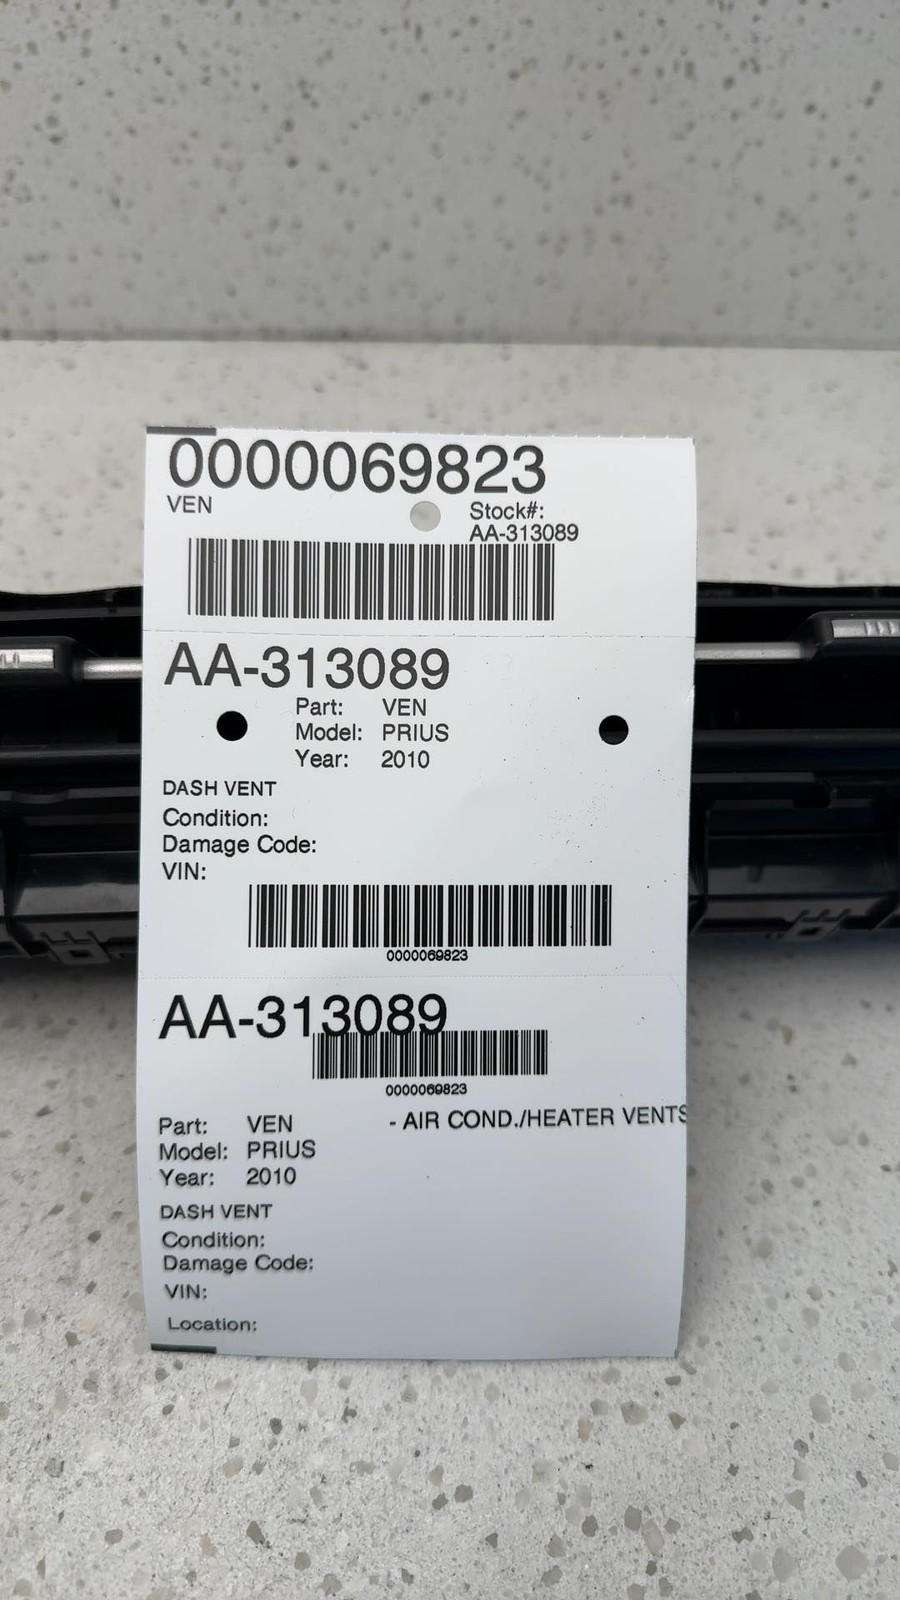 0000069823
VEN
Stock#:
AA-313089
AA-313089
Part: VEN
Model: PRIUS
Year: 2010
DASH VENT
Condition:
Damage Code:
VIN:
0000069823
AA-313089
0000069823
Part: VEN - AIR COND./HEATER VENTS
Model: PRIUS
Year: 2010
DASH VENT
Condition:
Damage Code:
VIN:
Location: